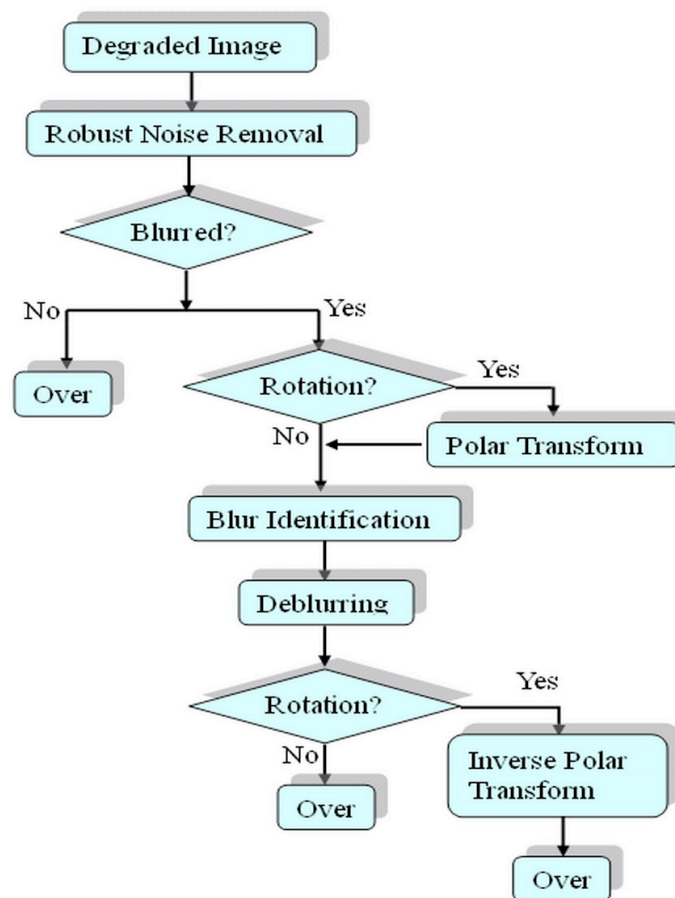 Degraded Image
Robust Noise Removal
Blurred?
No
Yes
Over
Rotation?
Yes
No
Polar Transform
Blur Identification
Deblurring
Rotation?
Yes
No
Inverse Polar
Transform
Over
Over